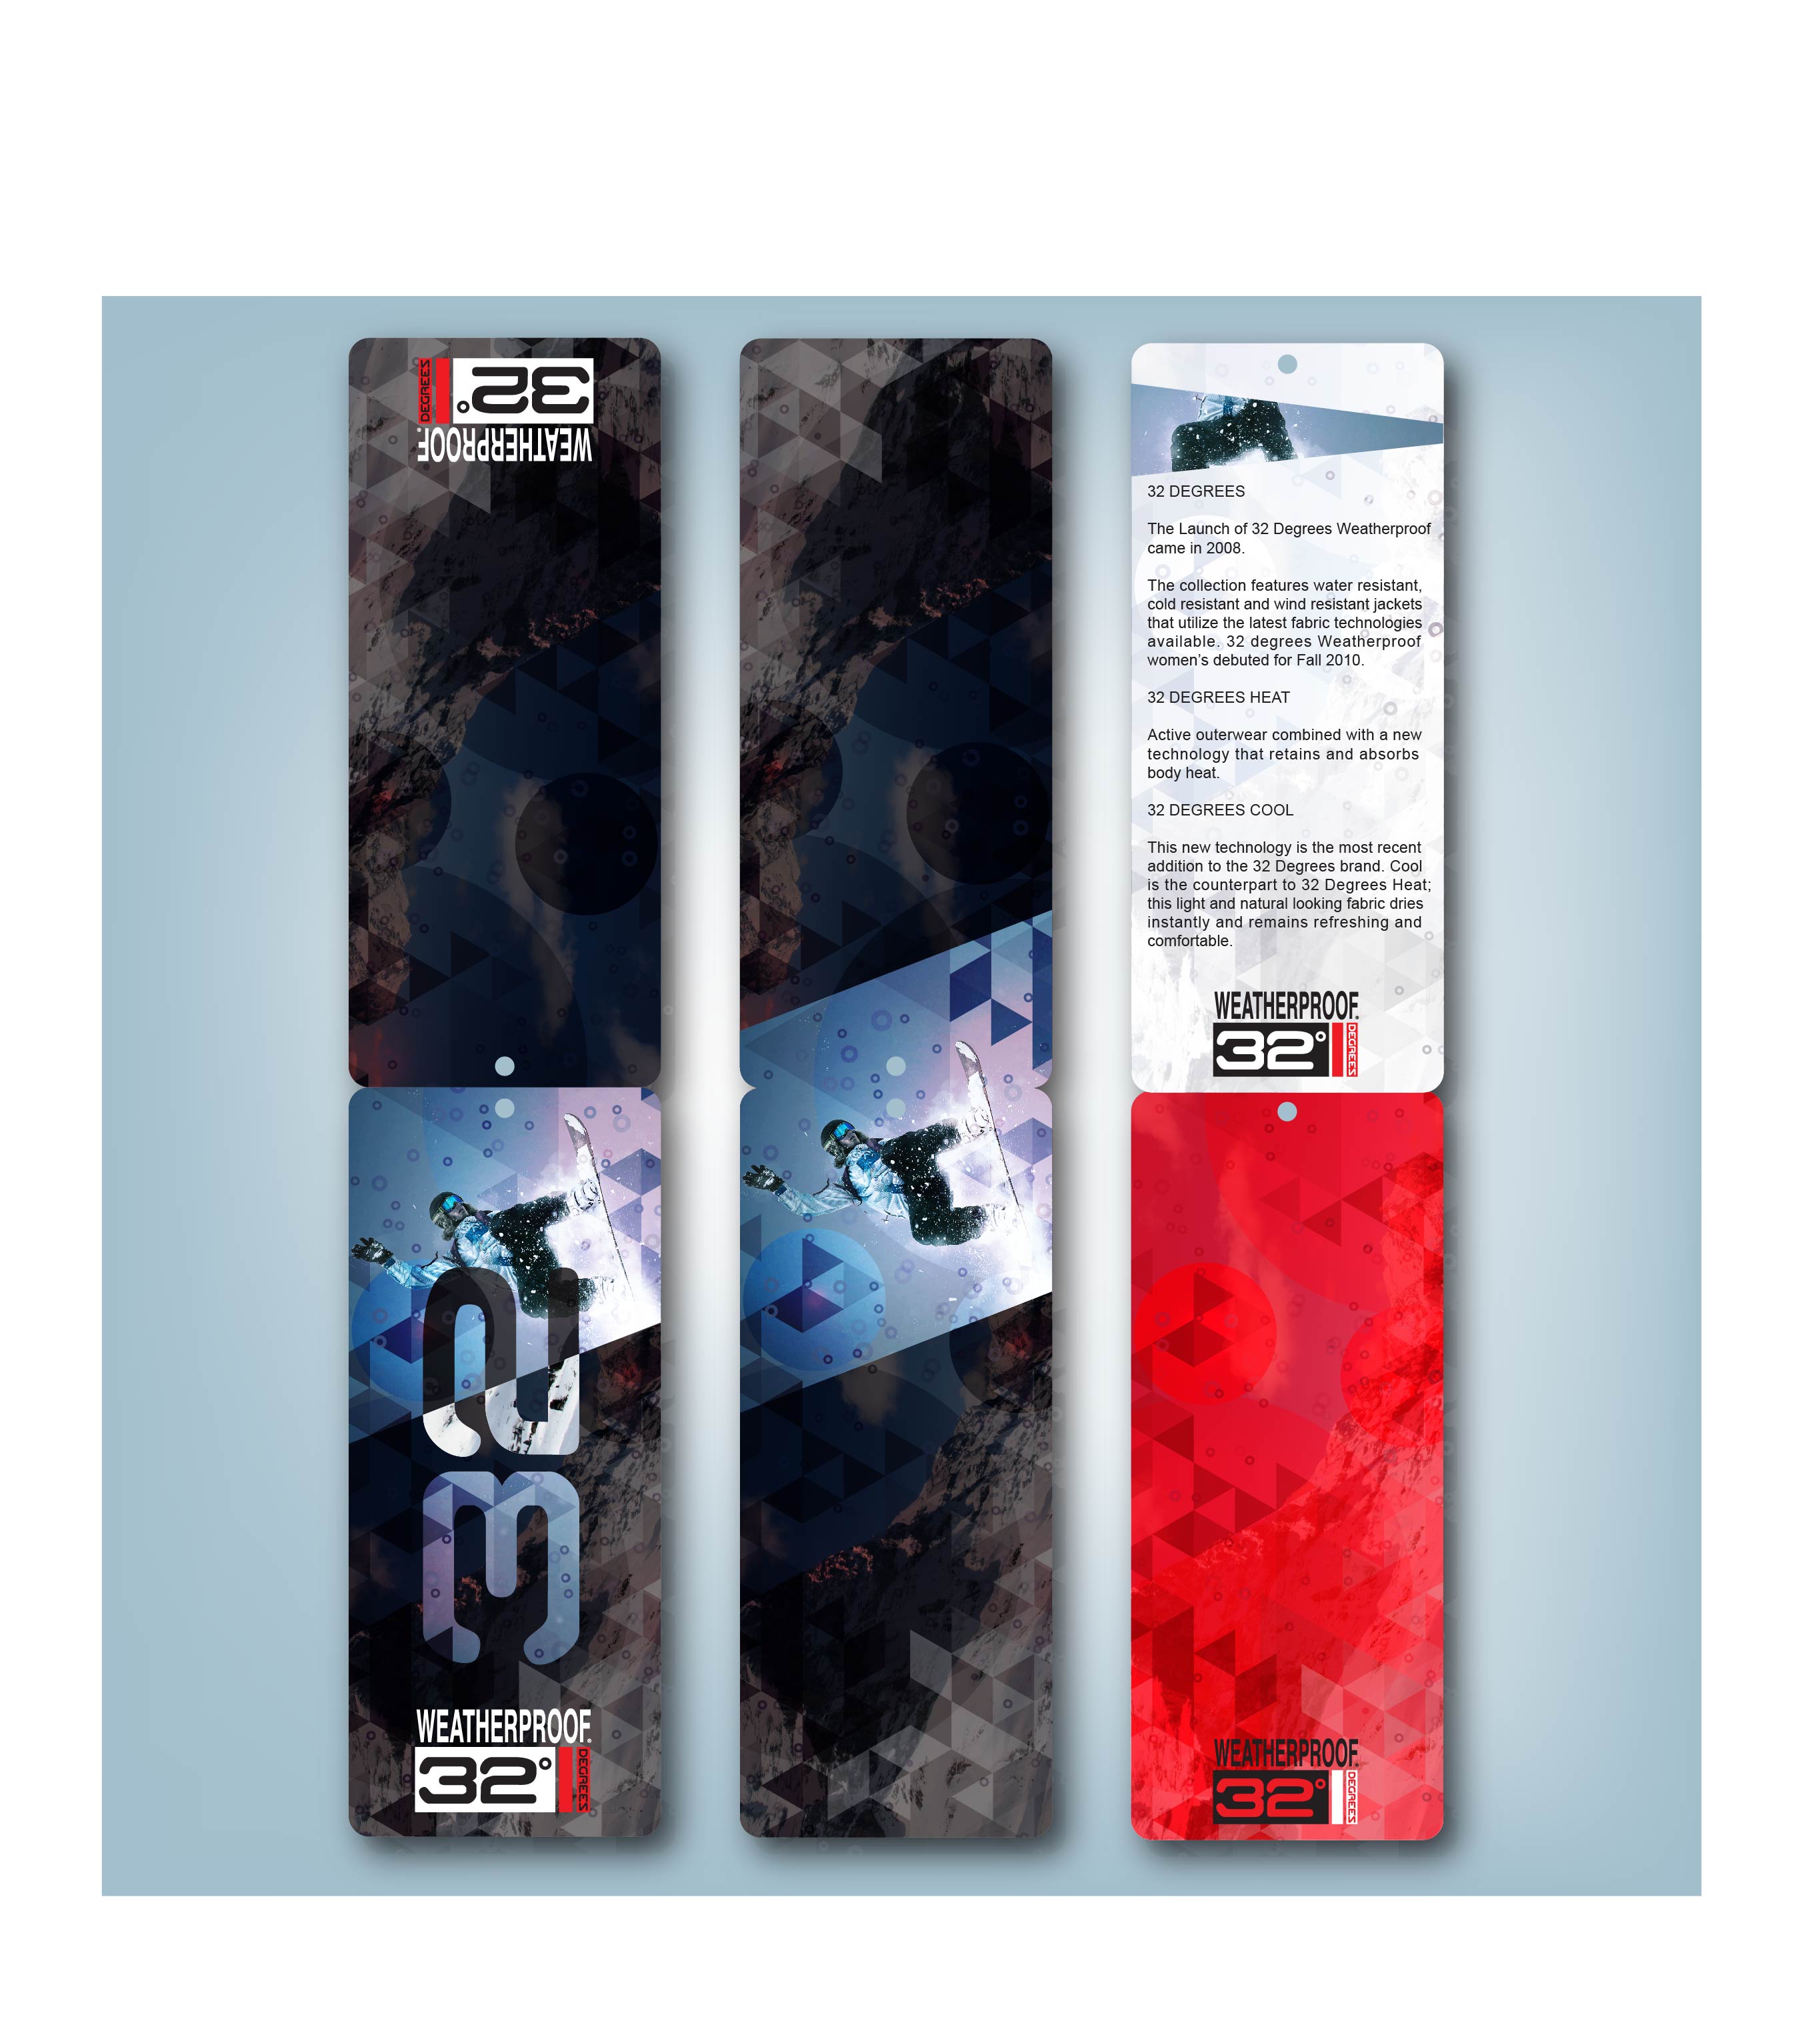 32°
DEGREES
WEATHERPROOF.
32
WEATHERPROOF.
32°
DEGREES
32 DEGREES
The Launch of 32 Degrees Weatherproof
came in 2008.
The collection features water resistant,
cold resistant and wind resistant jackets
that utilize the latest fabric technologies
available. 32 degrees Weatherproof
women’s debuted for Fall 2010.
32 DEGREES HEAT
Active outerwear combined with a new
technology that retains and absorbs
body heat.
32 DEGREES COOL
This new technology is the most recent
addition to the 32 Degrees brand. Cool
is the counterpart to 32 Degrees Heat;
this light and natural looking fabric dries
instantly and remains refreshing and
comfortable.
WEATHERPROOF.
32°
DEGREES
WEATHERPROOF.
32°
DEGREES